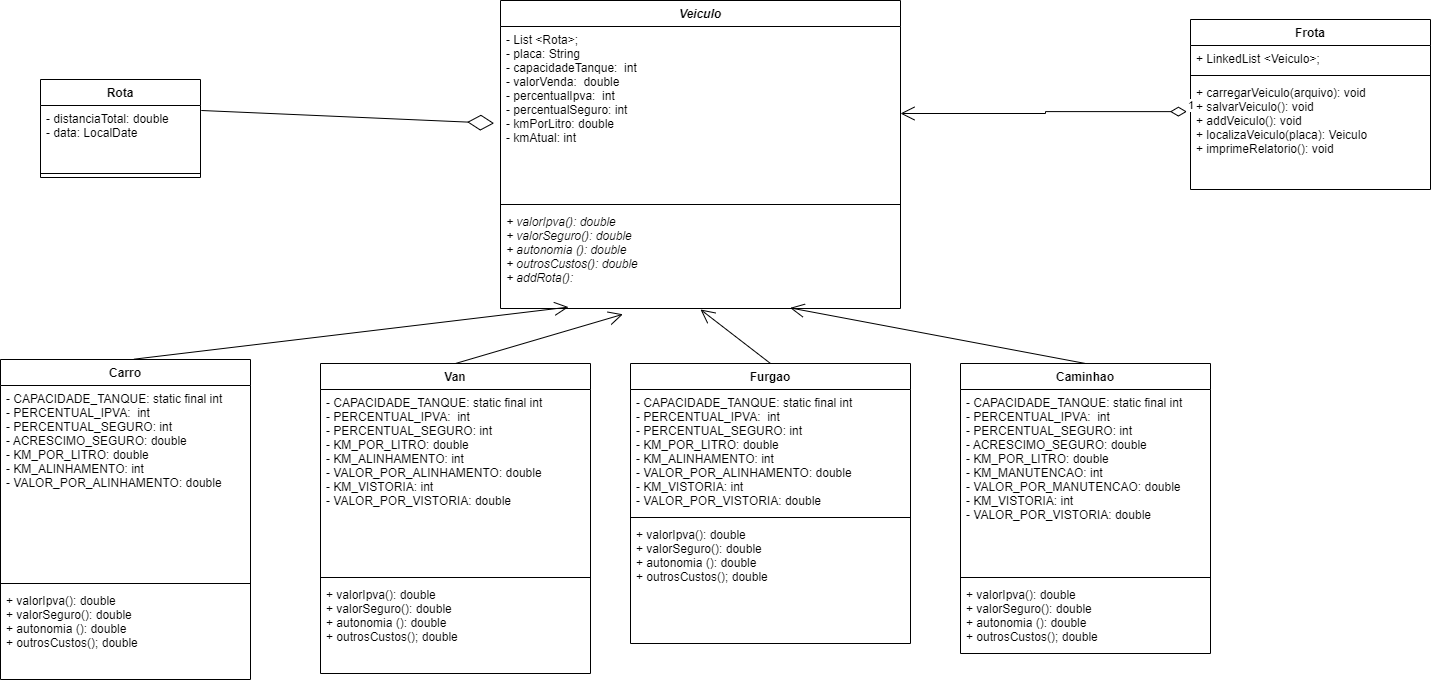 Veiculo
- List <Rota>;
- placa: String
- capacidadeTanque:  int
- valorVenda:  double
- percentualIpva:  int
- percentualSeguro: int
- kmPorLitro: double
- kmAtual: int
+ valorIpva(): double
+ valorSeguro(): double
+ autonomia (): double
+ outrosCustos(): double
+ addRota():
Frota
+ LinkedList <Veiculo>;
1
+ carregarVeiculo(arquivo): void
+ salvarVeiculo(): void
+ addVeiculo(): void
+ localizaVeiculo(placa): Veiculo
+ imprimeRelatorio(): void
Rota
- distanciaTotal: double
- data: LocalDate
Carro
- CAPACIDADE_TANQUE: static final int
- PERCENTUAL_IPVA:  int
- PERCENTUAL_SEGURO: int
- ACRESCIMO_SEGURO: double
- KM_POR_LITRO: double
- KM_ALINHAMENTO: int
- VALOR_POR_ALINHAMENTO: double
+ valorIpva(): double
+ valorSeguro(): double
+ autonomia (): double
+ outrosCustos(); double
Van
- CAPACIDADE_TANQUE: static final int
- PERCENTUAL_IPVA:  int
- PERCENTUAL_SEGURO: int
- KM_POR_LITRO: double
- KM_ALINHAMENTO: int
- VALOR_POR_ALINHAMENTO: double
- KM_VISTORIA: int
- VALOR_POR_VISTORIA: double
+ valorIpva(): double
+ valorSeguro(): double
+ autonomia (): double
+ outrosCustos(); double
Furgao
- CAPACIDADE_TANQUE: static final int
- PERCENTUAL_IPVA:  int
- PERCENTUAL_SEGURO: int
- KM_POR_LITRO: double
- KM_ALINHAMENTO: int
- VALOR_POR_ALINHAMENTO: double
- KM_VISTORIA: int
- VALOR_POR_VISTORIA: double
+ valorIpva(): double
+ valorSeguro(): double
+ autonomia (): double
+ outrosCustos(); double
Caminhao
- CAPACIDADE_TANQUE: static final int
- PERCENTUAL_IPVA:  int
- PERCENTUAL_SEGURO: int
- ACRESCIMO_SEGURO: double
- KM_POR_LITRO: double
- KM_MANUTENCAO: int
- VALOR_POR_MANUTENCAO: double
- KM_VISTORIA: int
- VALOR_POR_VISTORIA: double
+ valorIpva(): double
+ valorSeguro(): double
+ autonomia (): double
+ outrosCustos(); double